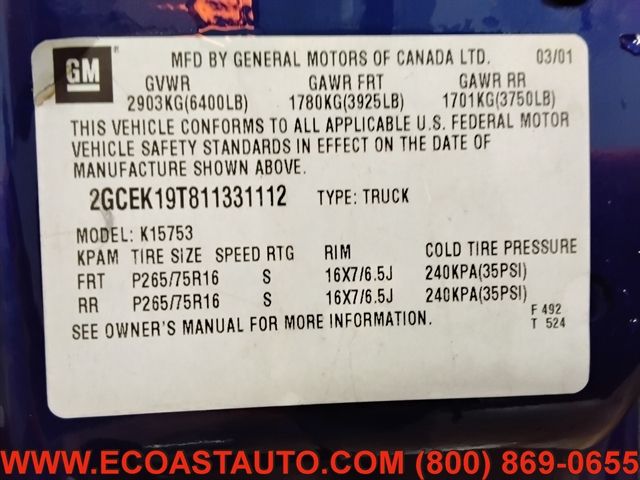 GM
MFD BY GENERAL MOTORS OF CANADA LTD. 03/01
GVWR GAWR FRT GAWR RR
2903KG(6400LB) 1780KG(3925LB) 1701KG(3750LB)
THIS VEHICLE CONFORMS TO ALL APPLICABLE U.S. FEDERAL MOTOR
VEHICLE SAFETY STANDARDS IN EFFECT ON THE DATE OF
MANUFACTURE SHOWN ABOVE.
2GCEK19T811331112 TYPE: TRUCK
MODEL: K15753
KPAM TIRE SIZE SPEED RTG RIM COLD TIRE PRESSURE
FRT P265/75R16 S 16X7/6.5J 240KPA(35PSI)
RR P265/75R16 S 16X7/6.5J 240KPA(35PSI)
SEE OWNER'S MANUAL FOR MORE INFORMATION.
F 492
T 524
WWW.ECOASTAUTO.COM (800) 869-0655